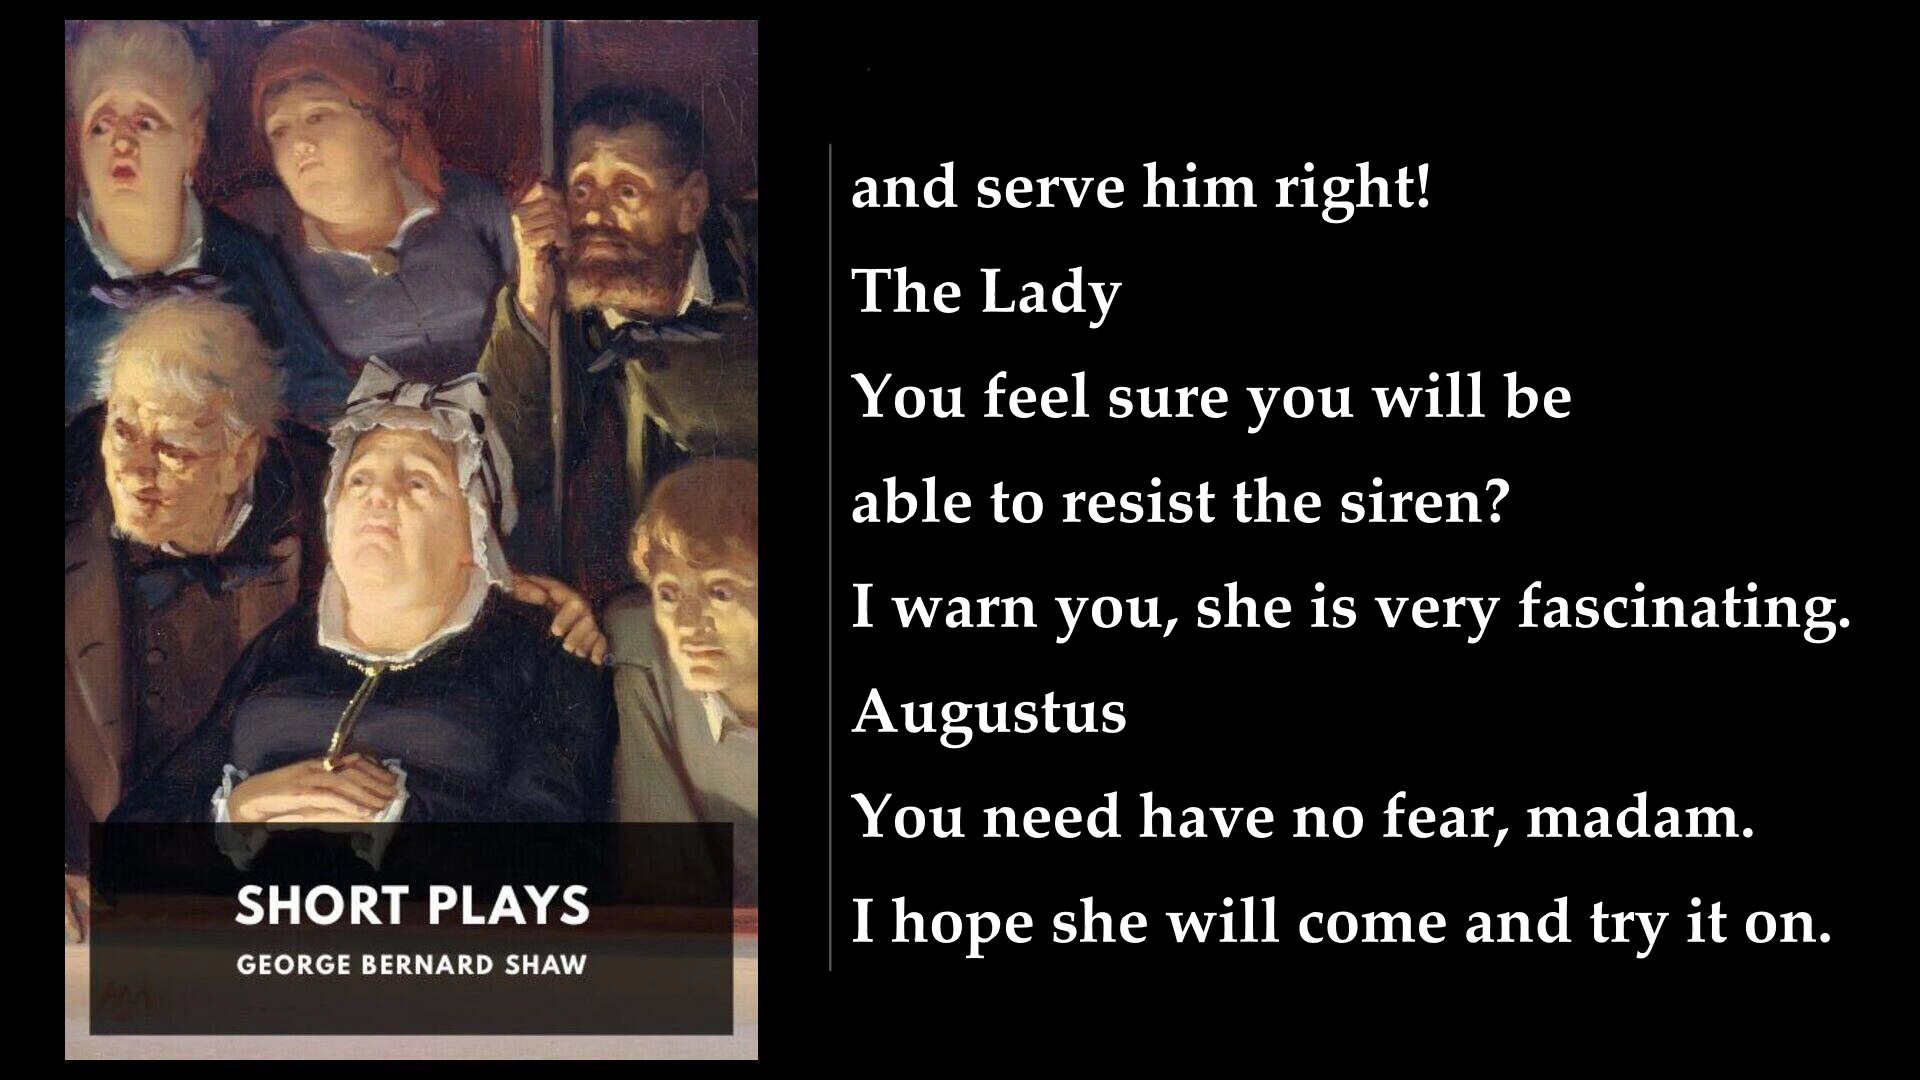 SHORT PLAYS
GEORGE BERNARD SHAW
and serve him right!
The Lady
You feel sure you will be
able to resist the siren?
I warn you, she is very fascinating.
Augustus
You need have no fear, madam.
I hope she will come and try it on.